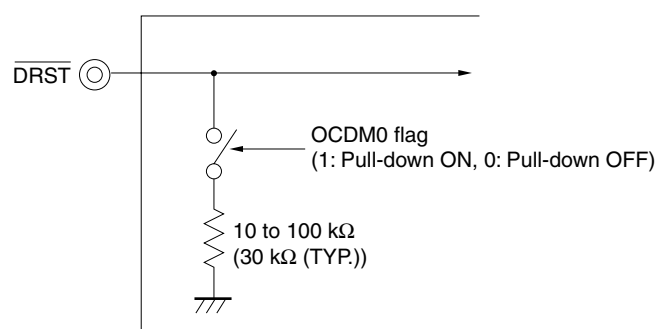 DRST
OCDM0 flag
(1: Pull-down ON, 0: Pull-down OFF)
10 to 100 kΩ
(30 kΩ (TYP.))